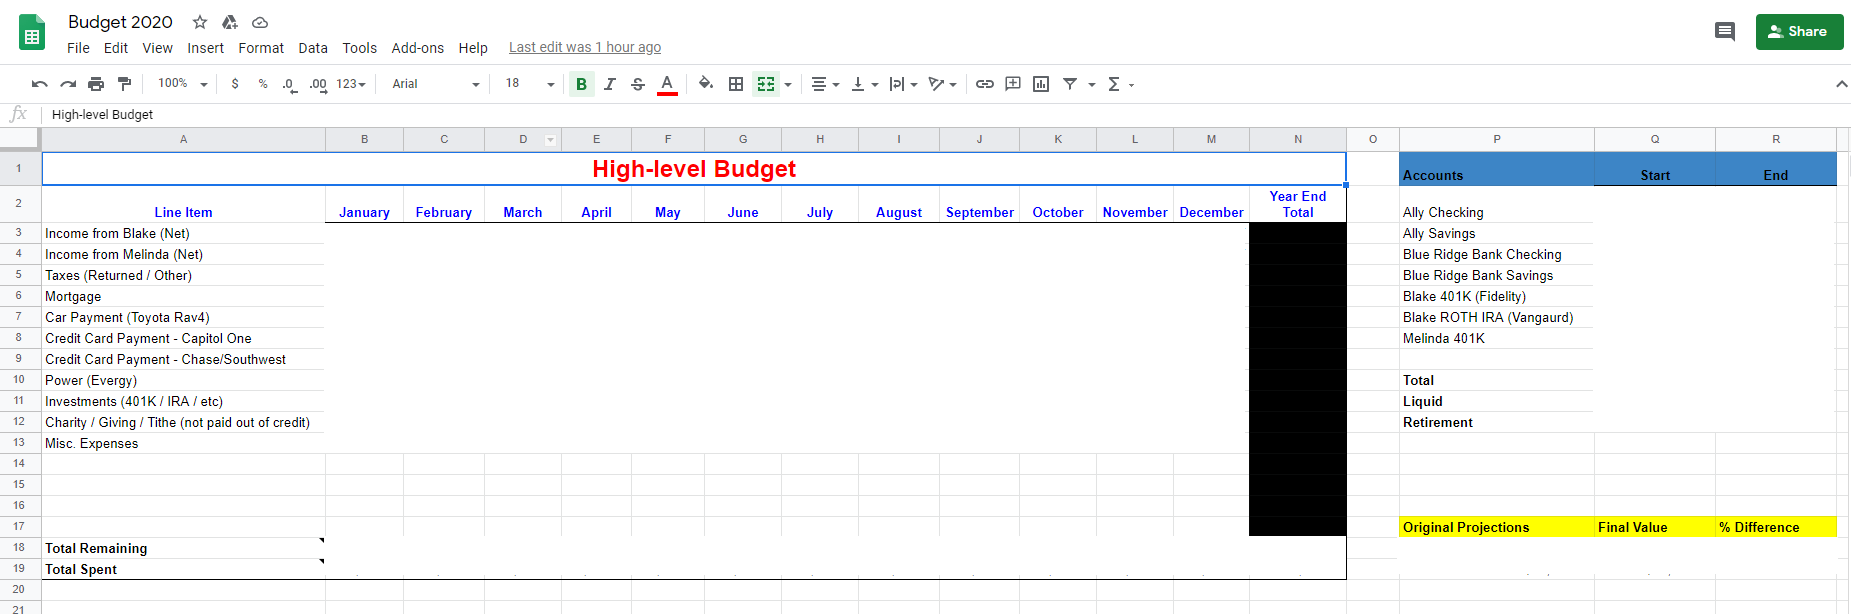 Budget 2020
File Edit View Insert Format Data Tools Add-ons Help Last edit was 1 hour ago
Share
100% $ % .0 .00 123 Arial 18 B I S A Σ
fx High-level Budget
A B C D E F G H I J K L M N O P Q R
1 High-level Budget Accounts Start End
2 Line Item January February March April May June July August September October November December Year End Total Ally Checking
3 Income from Blake (Net) Ally Savings
4 Income from Melinda (Net) Blue Ridge Bank Checking
5 Taxes (Returned / Other) Blue Ridge Bank Savings
6 Mortgage Blake 401K (Fidelity)
7 Car Payment (Toyota Rav4) Blake ROTH IRA (Vangaurd)
8 Credit Card Payment - Capitol One Melinda 401K
9 Credit Card Payment - Chase/Southwest
10 Power (Evergy) Total
11 Investments (401K / IRA / etc) Liquid
12 Charity / Giving / Tithe (not paid out of credit) Retirement
13 Misc. Expenses
14
15
16
17 Original Projections Final Value % Difference
18 Total Remaining
19 Total Spent
20
21